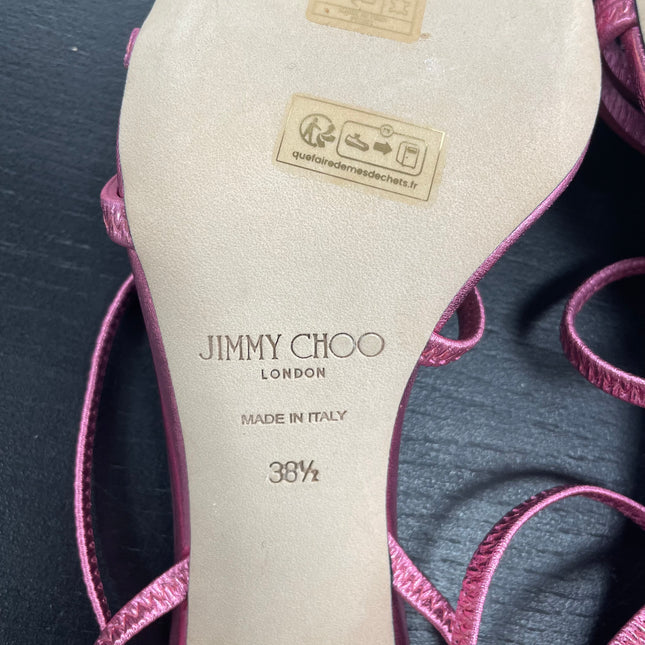 quefairedemesdechets.fr
JIMMY CHOO
LONDON
MADE IN ITALY
38½